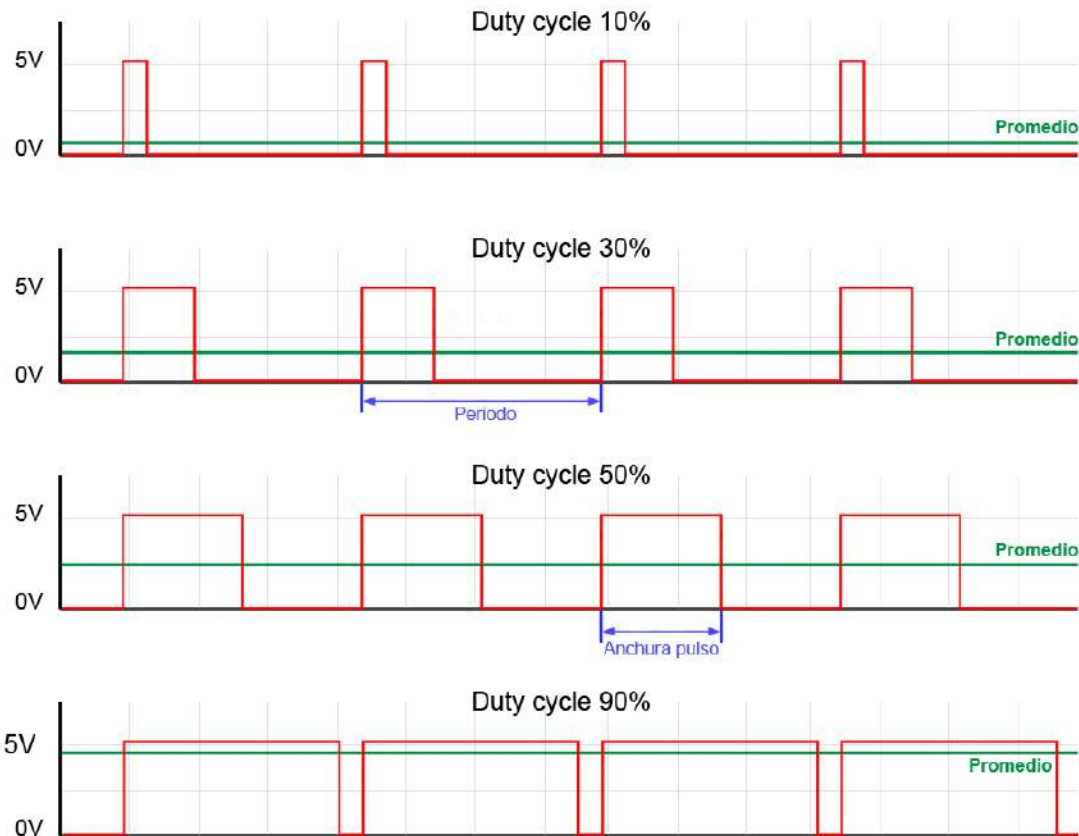 Duty cycle 10%
5V
Promedio
0V
Duty cycle 30%
5V
Promedio
0V
Periodo
Duty cycle 50%
5V
Promedio
0V
Anchura pulso
Duty cycle 90%
5V
Promedio
0V